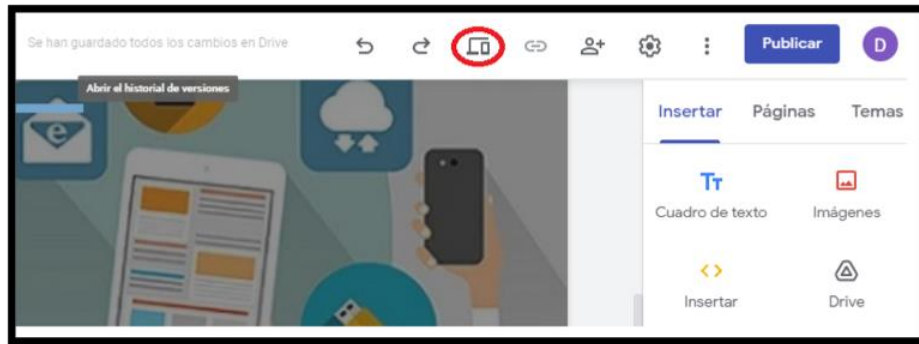 Se han guardado todos los cambios en Drive
Publicar
D
Abrir el historial de versiones
e
Insertar Páginas Temas
Tт
Cuadro de texto Imágenes
Insertar Drive